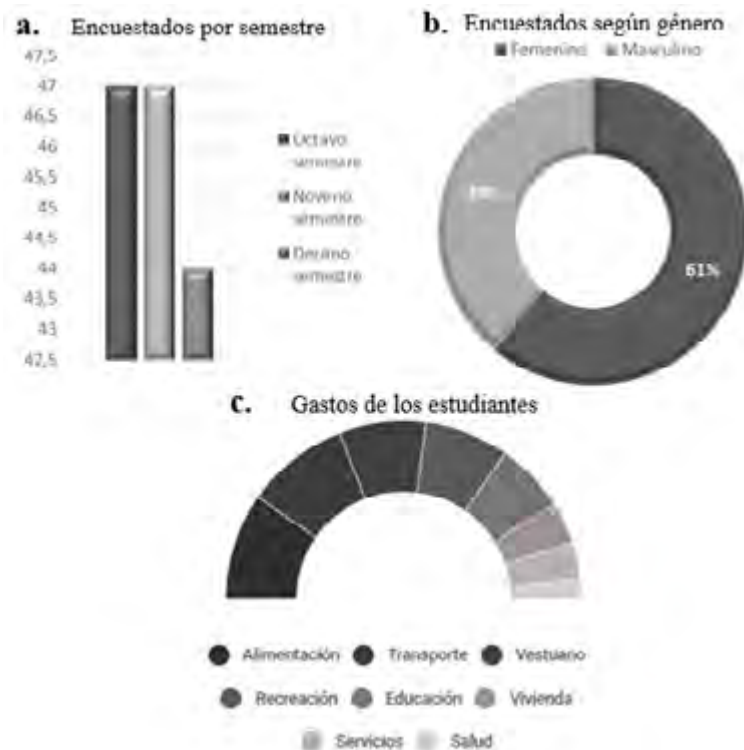 a. Encuestados por semestre
47,5
47
46,5
46
45,5
45
44,5
44
43,5
43
42,5
Octavo
semestre
Noveno
semestre
Decimo
semestre
b. Encuestados según género
Femenino Masculino
61%
c. Gastos de los estudiantes
Alimentación Transporte Vestuario
Recreación Educación Vivienda
Servicios Salud